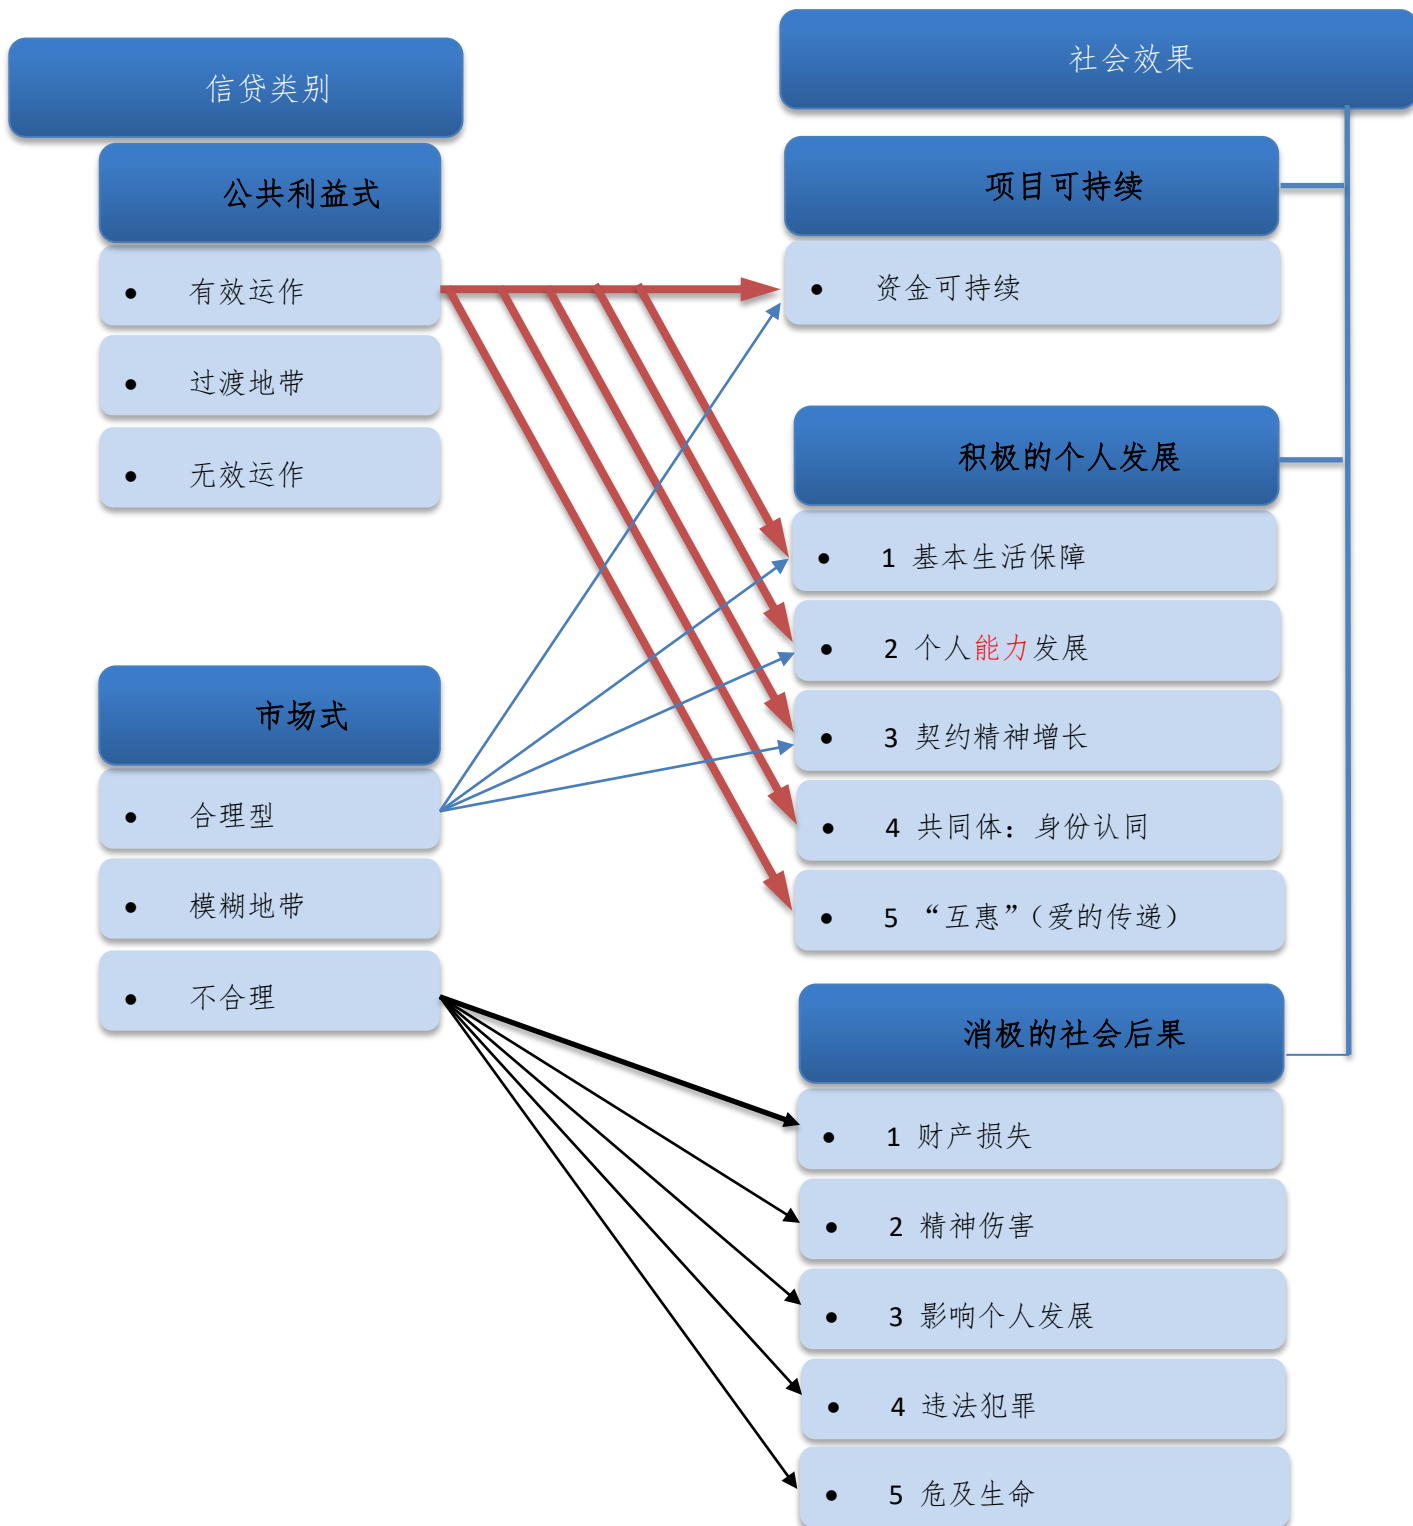 信贷类别
公共利益式
• 有效运作
• 过渡地带
• 无效运作
市场式
• 合理型
• 模糊地带
• 不合理
社会效果
项目可持续
• 资金可持续
积极的个人发展
• 1 基本生活保障
• 2 个人能力发展
• 3 契约精神增长
• 4 共同体：身份认同
• 5 “互惠”（爱的传递）
消极的社会后果
• 1 财产损失
• 2 精神伤害
• 3 影响个人发展
• 4 违法犯罪
• 5 危及生命